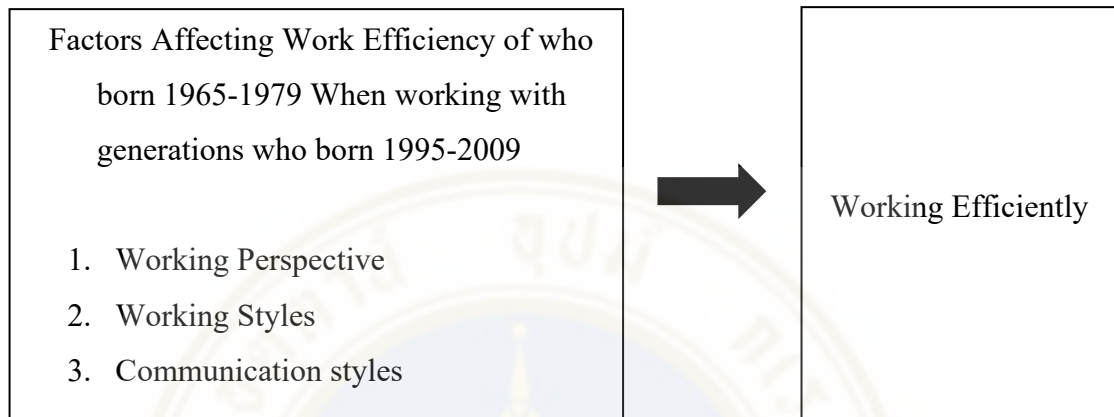 Factors Affecting Work Efficiency of who
born 1965-1979 When working with
generations who born 1995-2009
1. Working Perspective
2. Working Styles
3. Communication styles
Working Efficiently